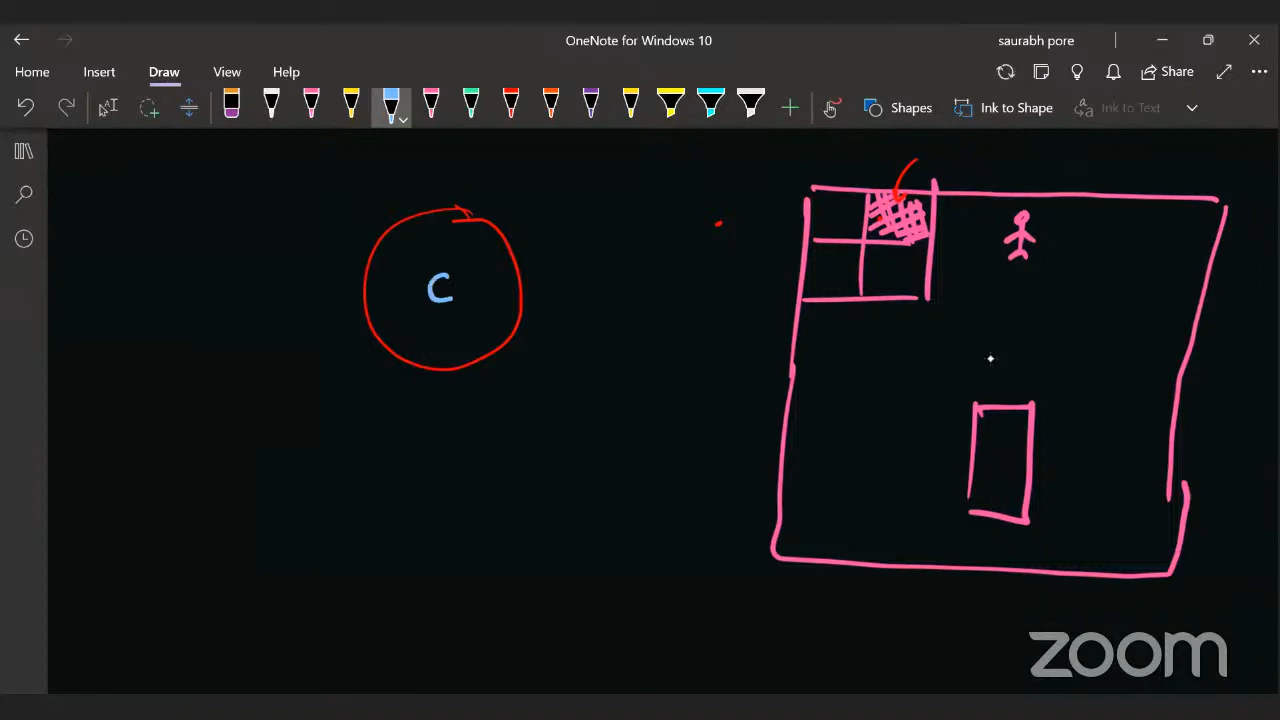 OneNote for Windows 10
saurabh pore
Home Insert Draw View Help
Share
Shapes
Ink to Shape
Ink to Text
C
zoom